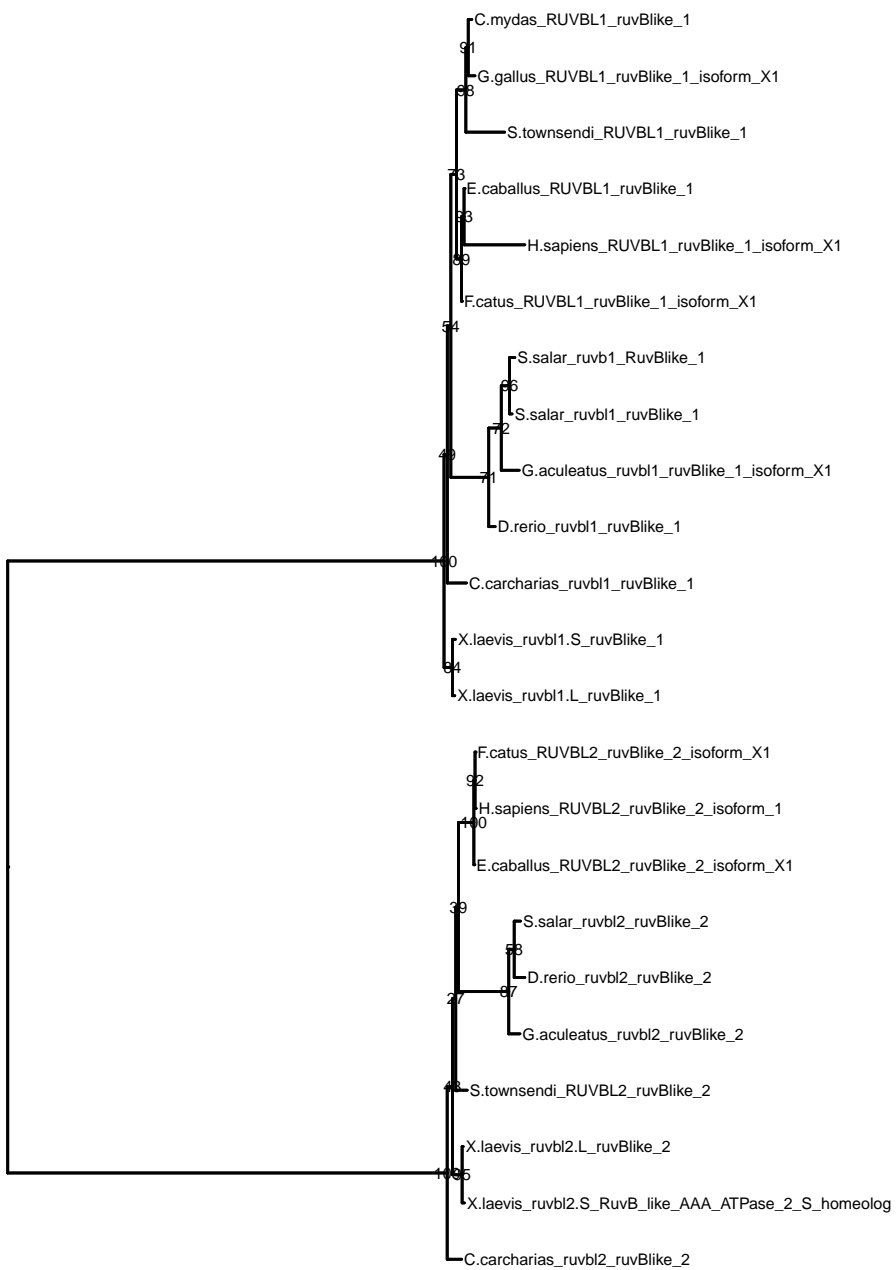 C.mydas_RUVBL1_ruvBlike_1
91
G.gallus_RUVBL1_ruvBlike_1_isoform_X1
98
S.townsendi_RUVBL1_ruvBlike_1
73
E.caballus_RUVBL1_ruvBlike_1
93
H.sapiens_RUVBL1_ruvBlike_1_isoform_X1
89
F.catus_RUVBL1_ruvBlike_1_isoform_X1
54
S.salar_ruvb1_RuvBlike_1
96
S.salar_ruvbl1_ruvBlike_1
72
49
G.aculeatus_ruvbl1_ruvBlike_1_isoform_X1
71
D.rerio_ruvbl1_ruvBlike_1
100
C.carcharias_ruvbl1_ruvBlike_1
X.laevis_ruvbl1.S_ruvBlike_1
84
X.laevis_ruvbl1.L_ruvBlike_1
F.catus_RUVBL2_ruvBlike_2_isoform_X1
92
H.sapiens_RUVBL2_ruvBlike_2_isoform_1
100
E.caballus_RUVBL2_ruvBlike_2_isoform_X1
39
S.salar_ruvbl2_ruvBlike_2
58
D.rerio_ruvbl2_ruvBlike_2
87
27
G.aculeatus_ruvbl2_ruvBlike_2
S.townsendi_RUVBL2_ruvBlike_2
X.laevis_ruvbl2.L_ruvBlike_2
100
95
X.laevis_ruvbl2.S_RuvB_like_AAA_ATPase_2_S_homeolog
C.carcharias_ruvbl2_ruvBlike_2